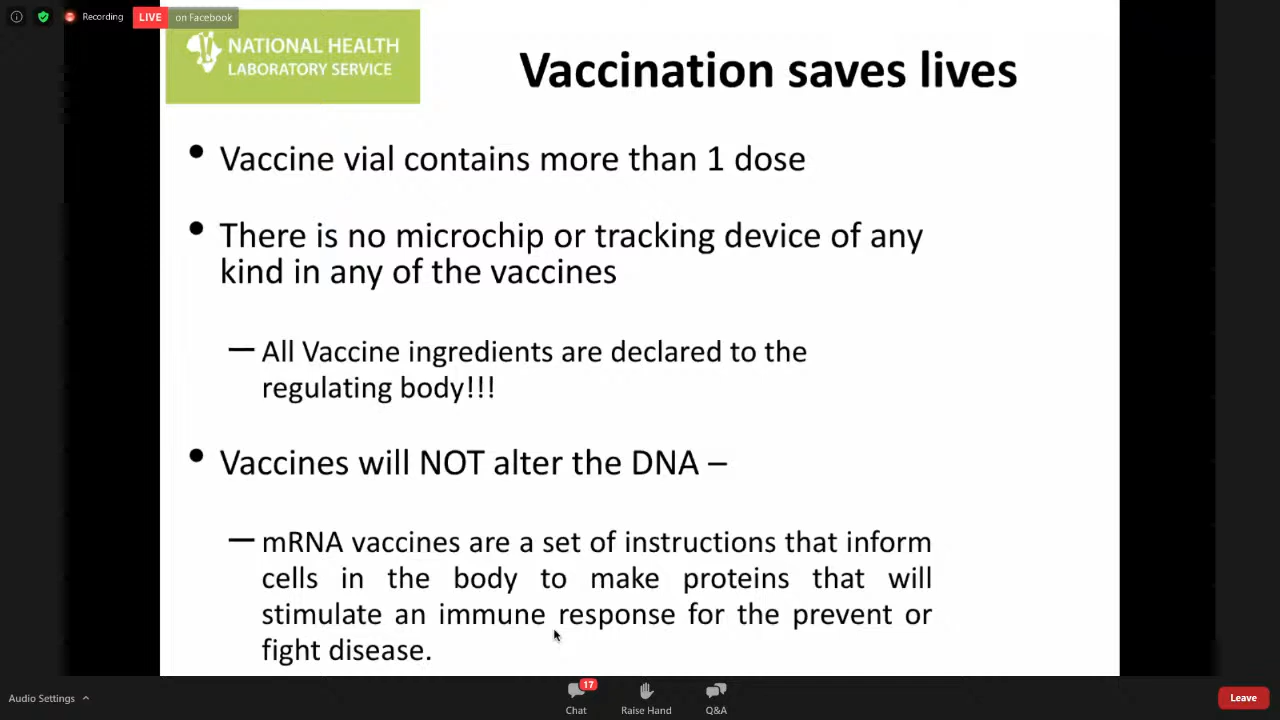 Recording
LIVE on Facebook
NATIONAL HEALTH
LABORATORY SERVICE
Vaccination saves lives
• Vaccine vial contains more than 1 dose
• There is no microchip or tracking device of any
kind in any of the vaccines
– All Vaccine ingredients are declared to the
regulating body!!!
• Vaccines will NOT alter the DNA –
– mRNA vaccines are a set of instructions that inform
cells in the body to make proteins that will
stimulate an immune response for the prevent or
fight disease.
Audio Settings
17
Chat
Raise Hand
Q&A
Leave